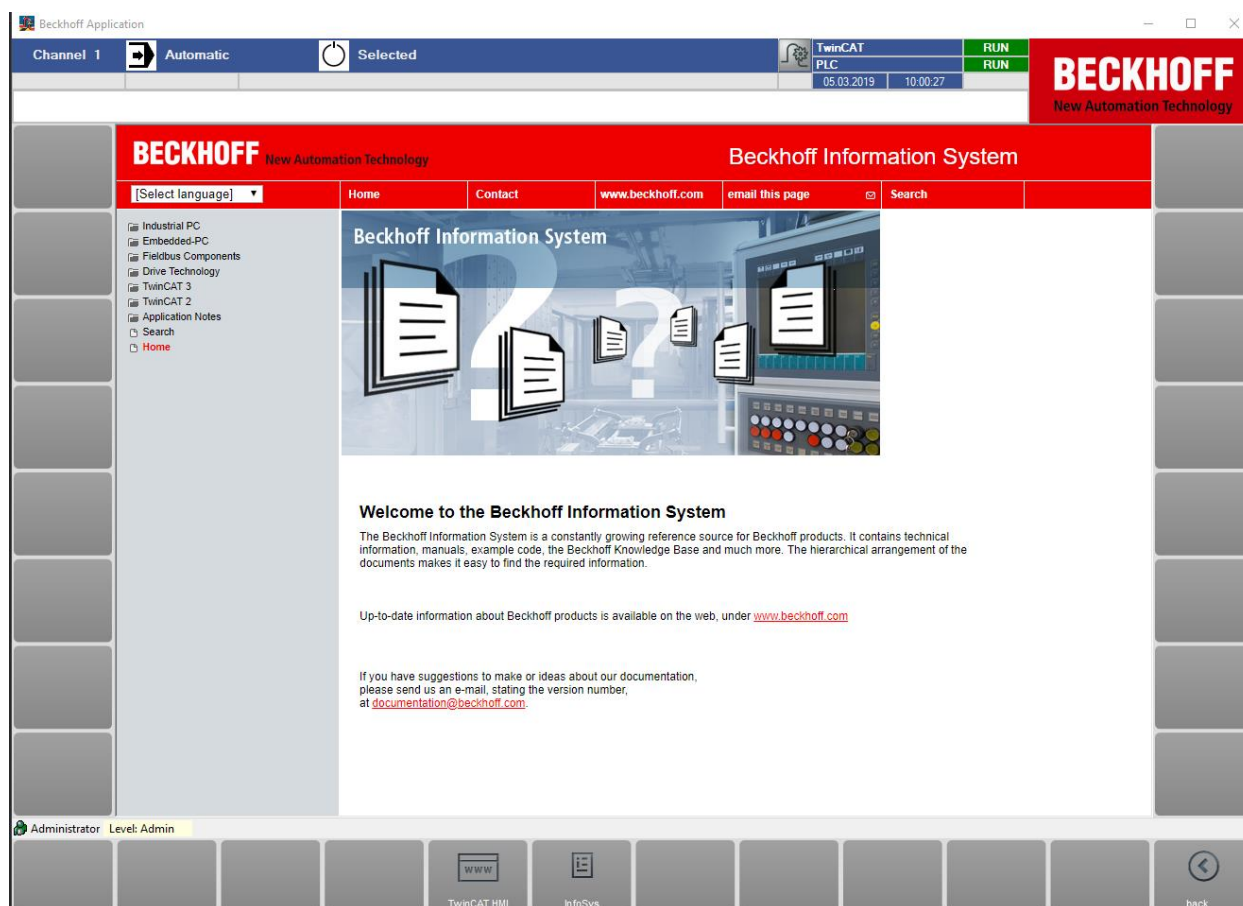 Beckhoff Application
Channel 1
Automatic
Selected
TwinCAT RUN
PLC RUN
05.03.2019 10:00:27
BECKHOFF
New Automation Technology
BECKHOFF New Automation Technology
Beckhoff Information System
[Select language]
Home
Contact
www.beckhoff.com
email this page
Search
Industrial PC
Embedded-PC
Fieldbus Components
Drive Technology
TwinCAT 3
TwinCAT 2
Application Notes
Search
Home
Beckhoff Information System
? ?
Welcome to the Beckhoff Information System
The Beckhoff Information System is a constantly growing reference source for Beckhoff products. It contains technical
information, manuals, example code, the Beckhoff Knowledge Base and much more. The hierarchical arrangement of the
documents makes it easy to find the required information.
Up-to-date information about Beckhoff products is available on the web, under www.beckhoff.com
If you have suggestions to make or ideas about our documentation,
please send us an e-mail, stating the version number,
at documentation@beckhoff.com.
Administrator Level: Admin
www
TwinCAT HMI
InfoSys
back